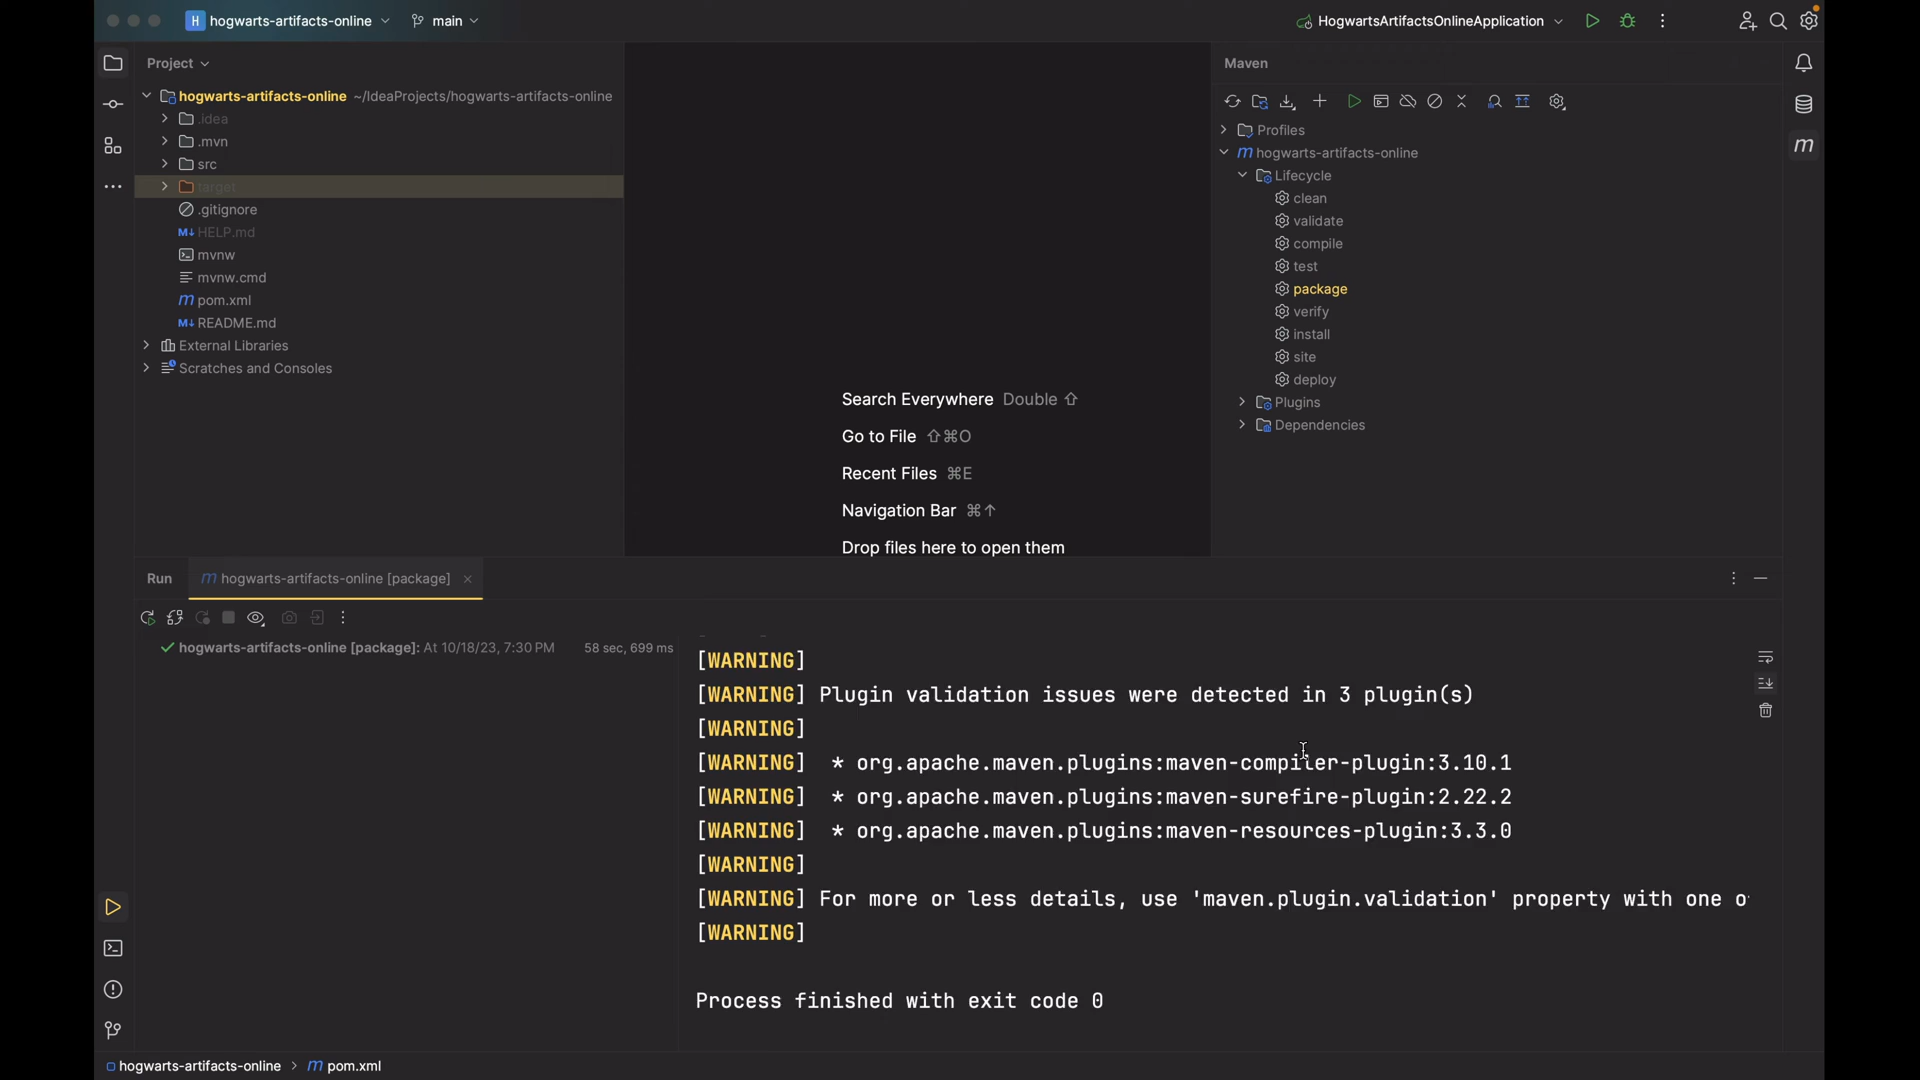 H hogwarts-artifacts-online
main
HogwartsArtifactsOnlineApplication
Project
hogwarts-artifacts-online ~/IdeaProjects/hogwarts-artifacts-online
.idea
.mvn
src
target
.gitignore
M↓ HELP.md
mvnw
mvnw.cmd
m pom.xml
M↓ README.md
External Libraries
Scratches and Consoles
Search Everywhere Double ⇧
Go to File ⇧⌘O
Recent Files ⌘E
Navigation Bar ⌘↑
Drop files here to open them
Maven
Profiles
m hogwarts-artifacts-online
Lifecycle
clean
validate
compile
test
package
verify
install
site
deploy
Plugins
Dependencies
m
Run
m hogwarts-artifacts-online [package]
hogwarts-artifacts-online [package]: At 10/18/23, 7:30 PM 58 sec, 699 ms
[WARNING]
[WARNING] Plugin validation issues were detected in 3 plugin(s)
[WARNING]
[WARNING]  * org.apache.maven.plugins:maven-compiler-plugin:3.10.1
[WARNING]  * org.apache.maven.plugins:maven-surefire-plugin:2.22.2
[WARNING]  * org.apache.maven.plugins:maven-resources-plugin:3.3.0
[WARNING]
[WARNING] For more or less details, use 'maven.plugin.validation' property with one
[WARNING]
Process finished with exit code 0
hogwarts-artifacts-online > m pom.xml